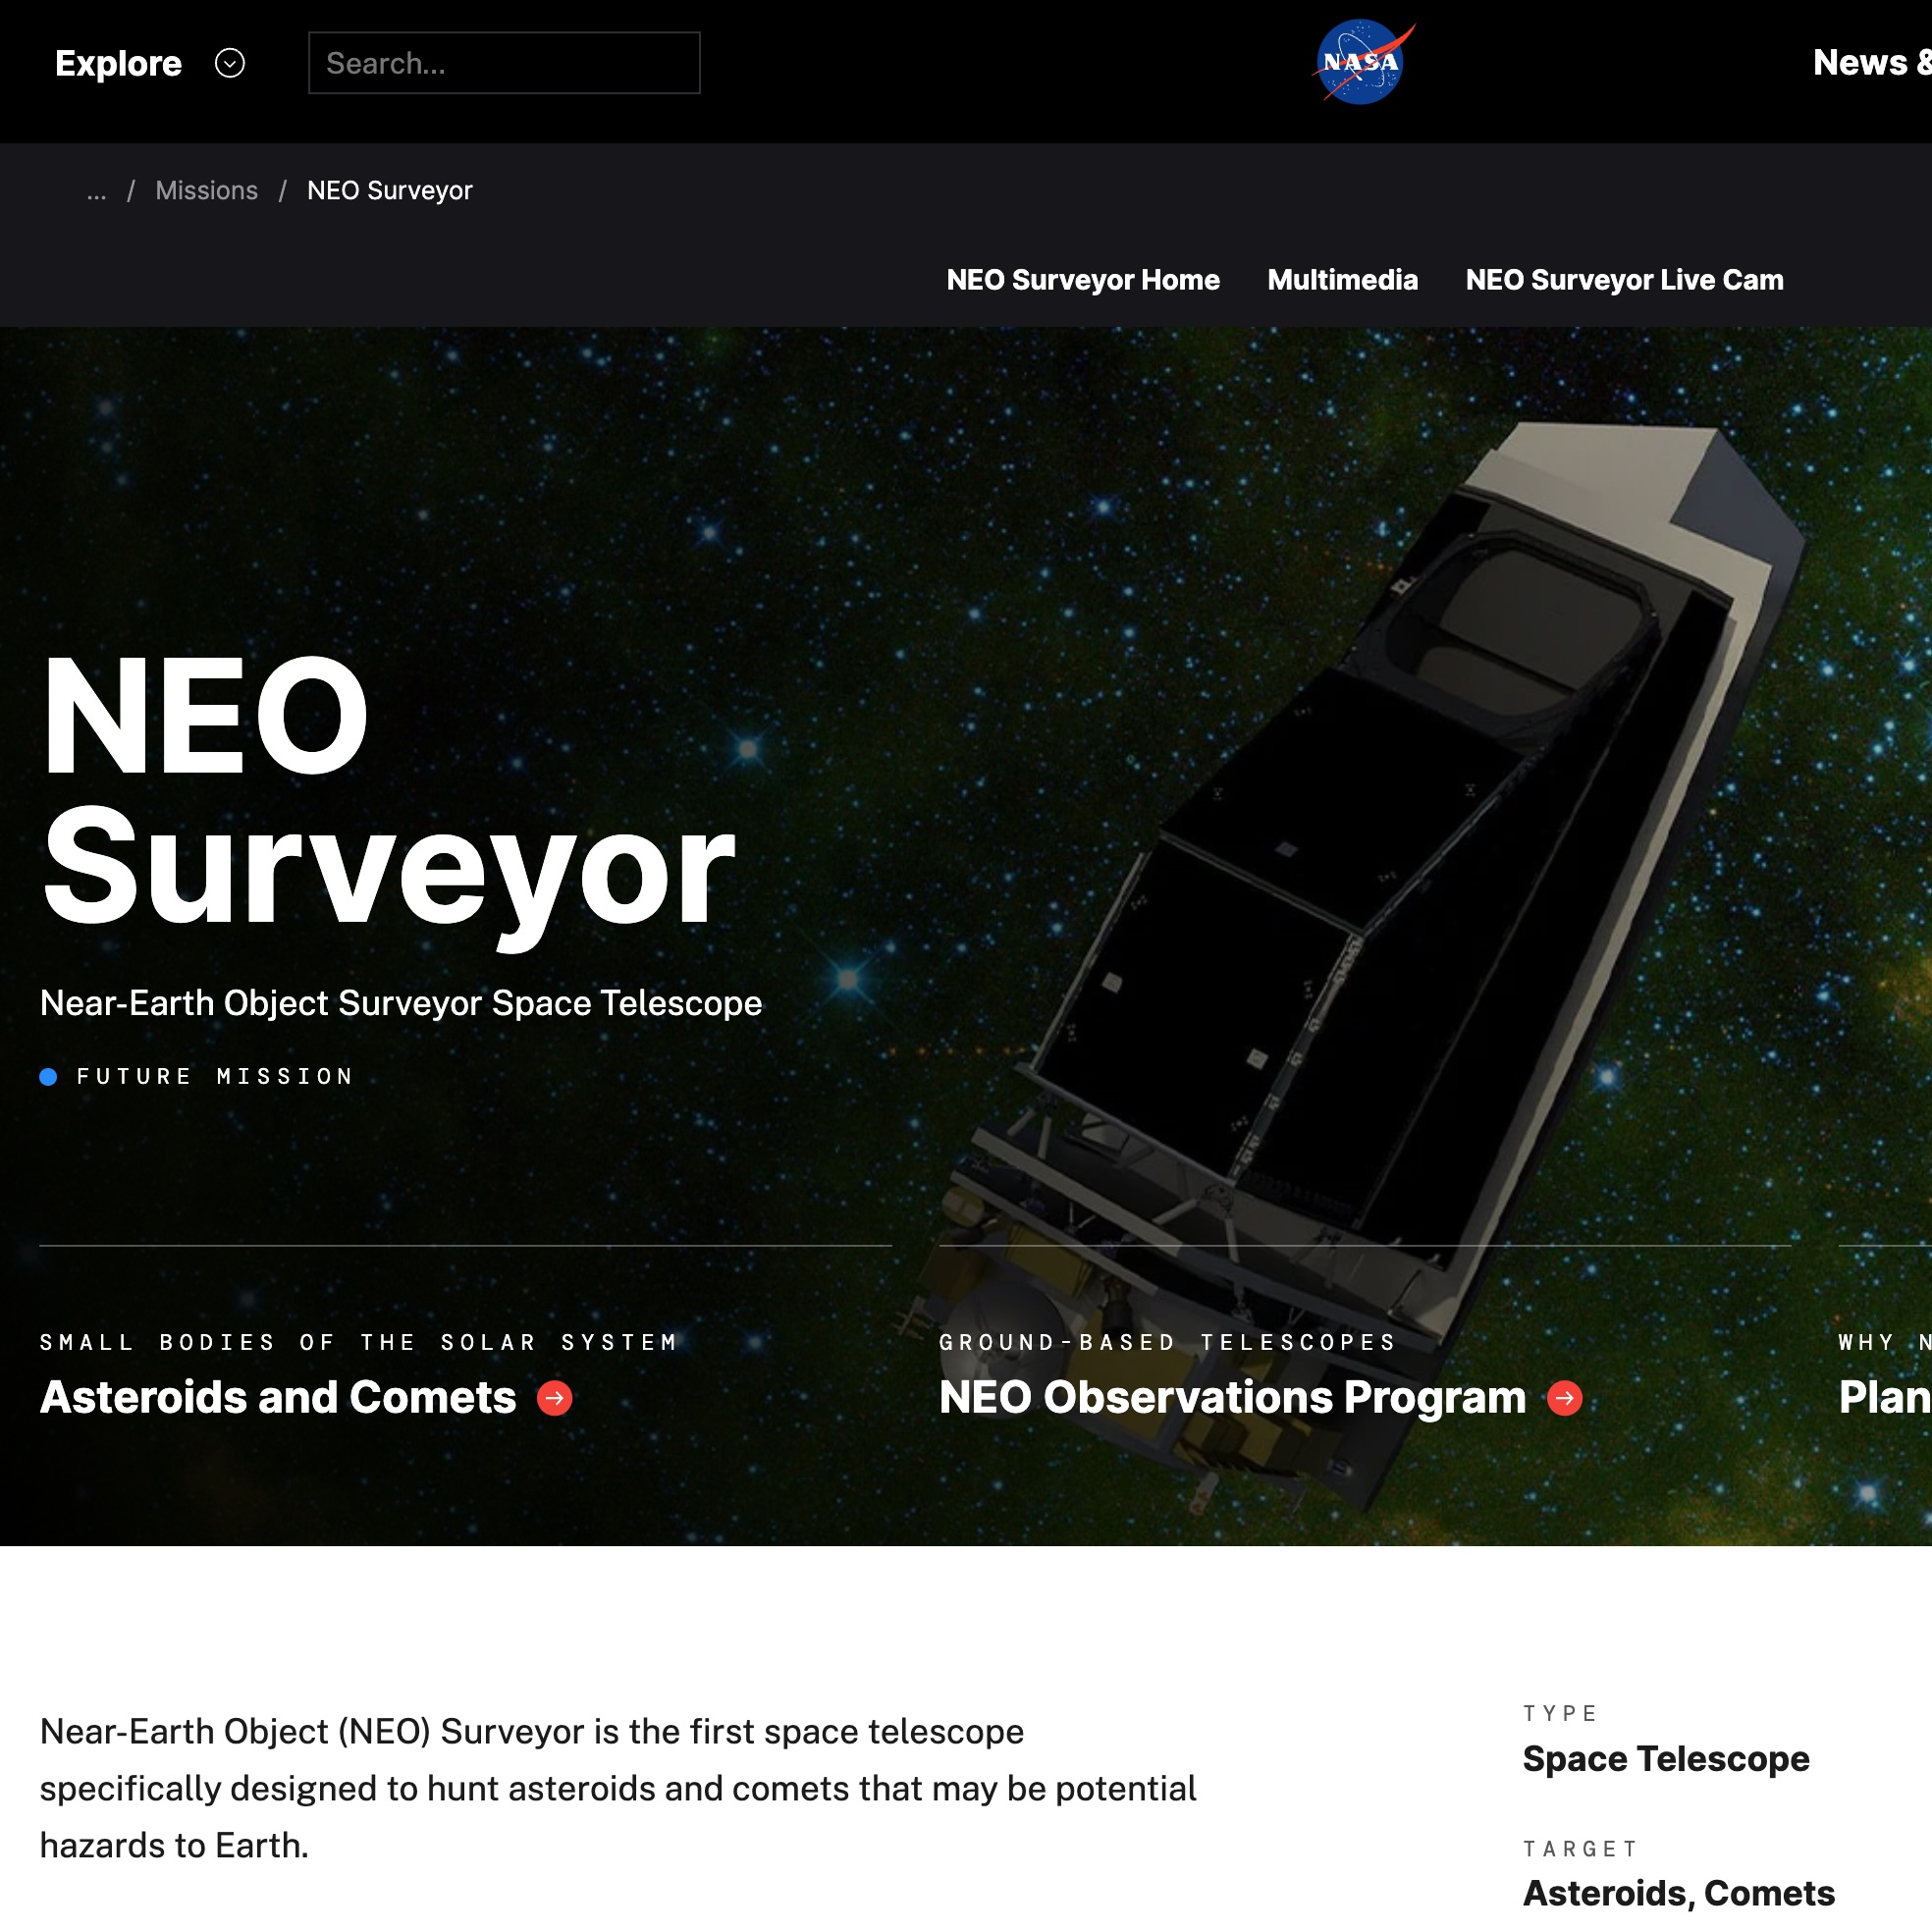 Explore
Search...
NASA
News &
... / Missions / NEO Surveyor
NEO Surveyor Home Multimedia NEO Surveyor Live Cam
NEO
Surveyor
Near-Earth Object Surveyor Space Telescope
FUTURE MISSION
SMALL BODIES OF THE SOLAR SYSTEM
Asteroids and Comets
GROUND-BASED TELESCOPES
NEO Observations Program
WHY N
Plan
Near-Earth Object (NEO) Surveyor is the first space telescope
specifically designed to hunt asteroids and comets that may be potential
hazards to Earth.
TYPE
Space Telescope
TARGET
Asteroids, Comets